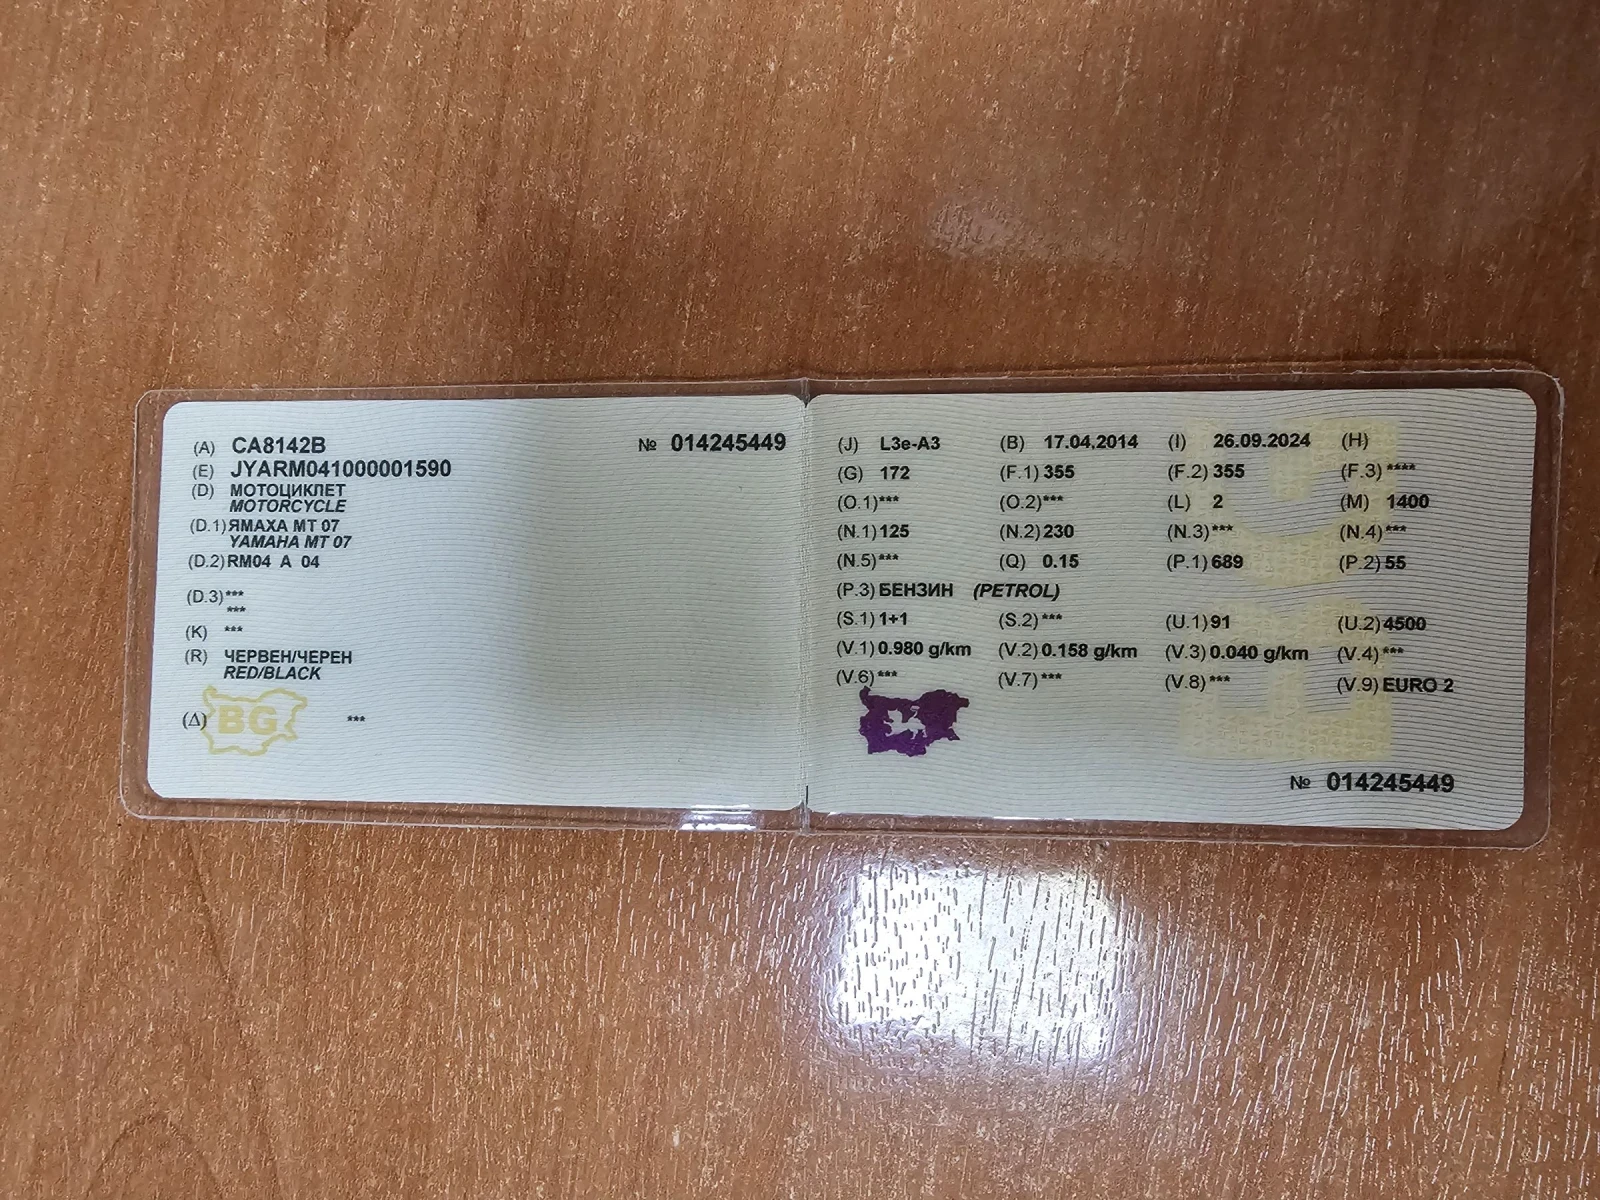 (A) CA8142B № 014245449
(E) JYARM041000001590
(D) МОТОЦИКЛЕТ
MOTORCYCLE
(D.1) ЯМАХА МТ 07
YAMAHA MT 07
(D.2) RM04 A 04
(D.3) ***
***
(K) ***
(R) ЧЕРВЕН/ЧЕРЕН
RED/BLACK
(Δ) BG ***
(J) L3e-A3 (B) 17.04.2014 (I) 26.09.2024 (H)
(G) 172 (F.1) 355 (F.2) 355 (F.3) ****
(O.1) *** (O.2) *** (L) 2 (M) 1400
(N.1) 125 (N.2) 230 (N.3) *** (N.4) ***
(N.5) *** (Q) 0.15 (P.1) 689 (P.2) 55
(P.3) БЕНЗИН (PETROL)
(S.1) 1+1 (S.2) *** (U.1) 91 (U.2) 4500
(V.1) 0.980 g/km (V.2) 0.158 g/km (V.3) 0.040 g/km (V.4) ***
(V.6) *** (V.7) *** (V.8) *** (V.9) EURO 2
№ 014245449